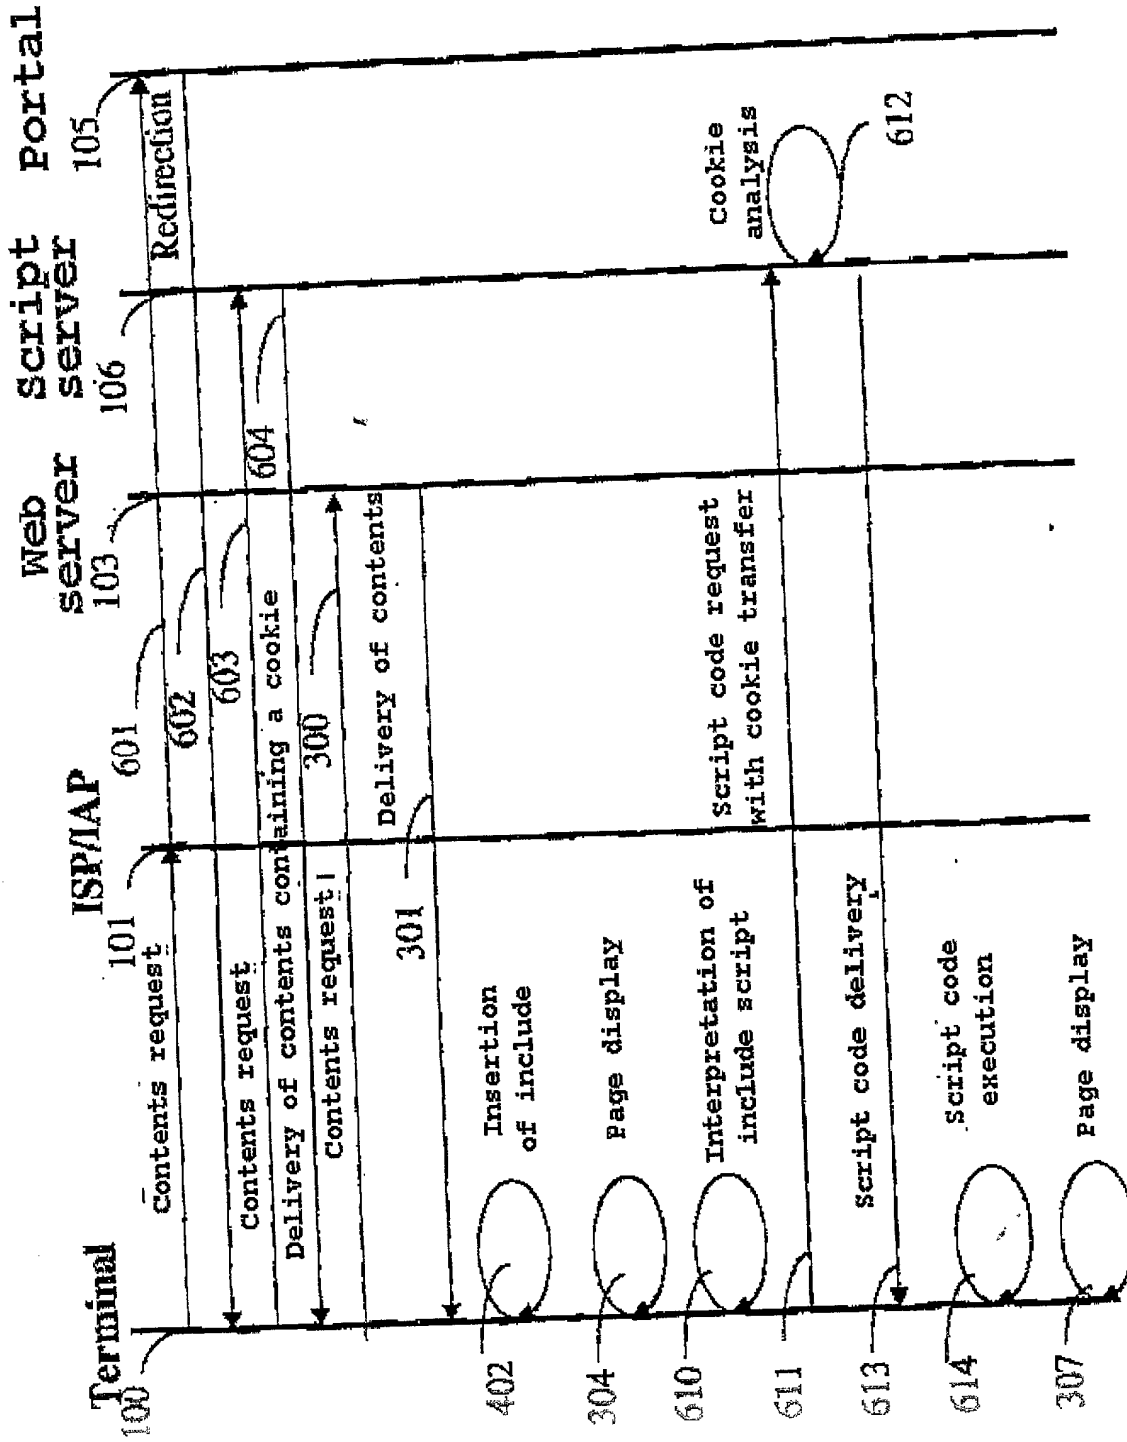 Terminal
100
ISP/IAP
101
Web
server
103
Script
server
106
Portal
105
Contents request
601
Redirection
602
Contents request
603
Delivery of contents containing a cookie
604
Contents request
300
Delivery of contents
301
Insertion
of include
402
Page display
304
Interpretation of
include script
610
Script code request
with cookie transfer
611
Cookie
analysis
612
Script code delivery
613
Script code
execution
614
Page display
307